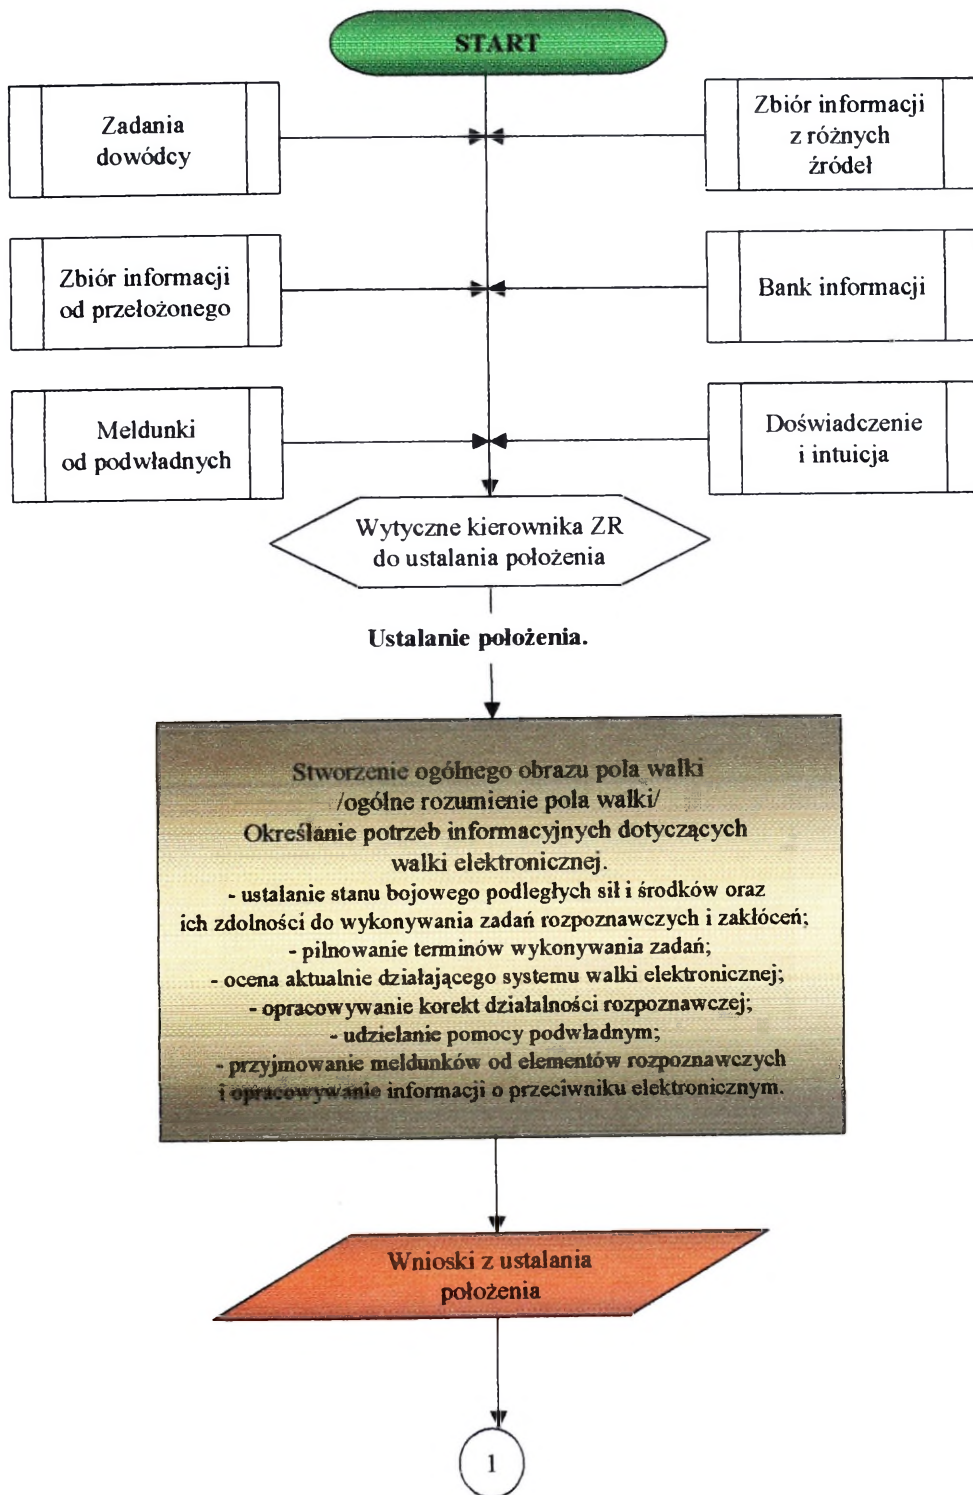 START
Zadania
dowódcy
Zbiór informacji
z różnych
źródeł
Zbiór informacji
od przełożonego
Bank informacji
Meldunki
od podwładnych
Doświadczenie
i intuicja
Wytyczne kierownika ZR
do ustalania położenia
Ustalanie położenia.
Stworzenie ogólnego obrazu pola walki
/ogólne rozumienie pola walki/
Określanie potrzeb informacyjnych dotyczących
walki elektronicznej.
- ustalanie stanu bojowego podległych sił i środków oraz
ich zdolności do wykonywania zadań rozpoznawczych i zakłóceń;
- pilnowanie terminów wykonywania zadań;
- ocena aktualnie działającego systemu walki elektronicznej;
- opracowywanie korekt działalności rozpoznawczej;
- udzielanie pomocy podwładnym;
- przyjmowanie meldunków od elementów rozpoznawczych
i opracowywanie informacji o przeciwniku elektronicznym.
Wnioski z ustalania
położenia
1